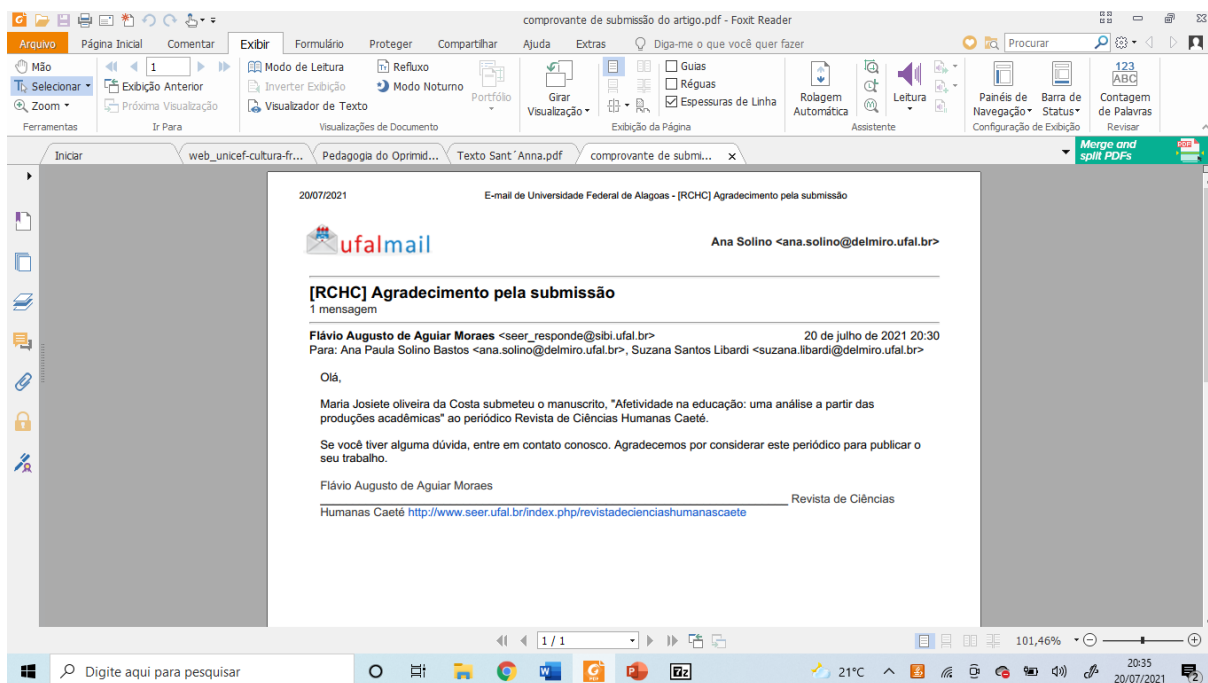 comprovante de submissão do artigo.pdf - Foxit Reader
Arquivo Página Inicial Comentar Exibir Formulário Proteger Compartilhar Ajuda Extras Diga-me o que você quer fazer Procurar
Mão 1 Modo de Leitura Refluxo Guias 123
Selecionar Exibição Anterior Inverter Exibição Modo Noturno Portfólio Girar Visualização Réguas Rolagem Automática Leitura Painéis de Navegação Barra de Status ABC Contagem de Palavras
Zoom Próxima Visualização Visualizador de Texto Espessuras de Linha
Ferramentas Ir Para Visualizações de Documento Exibição da Página Assistente Configuração de Exibição Revisar
Iniciar web_unicef-cultura-fr... Pedagogia do Oprimid... Texto Sant´Anna.pdf comprovante de submi... x Merge and split PDFs PDF
20/07/2021 E-mail de Universidade Federal de Alagoas - [RCHC] Agradecimento pela submissão
ufalmail Ana Solino <ana.solino@delmiro.ufal.br>
[RCHC] Agradecimento pela submissão
1 mensagem
Flávio Augusto de Aguiar Moraes <seer_responde@sibi.ufal.br> 20 de julho de 2021 20:30
Para: Ana Paula Solino Bastos <ana.solino@delmiro.ufal.br>, Suzana Santos Libardi <suzana.libardi@delmiro.ufal.br>
Olá,
Maria Josiete oliveira da Costa submeteu o manuscrito, "Afetividade na educação: uma análise a partir das
produções acadêmicas" ao periódico Revista de Ciências Humanas Caeté.
Se você tiver alguma dúvida, entre em contato conosco. Agradecemos por considerar este periódico para publicar o
seu trabalho.
Flávio Augusto de Aguiar Moraes
Revista de Ciências
Humanas Caeté http://www.seer.ufal.br/index.php/revistadecienciashumanascaete
1 / 1 101,46%
Digite aqui para pesquisar 21°C 20:35
20/07/2021 2